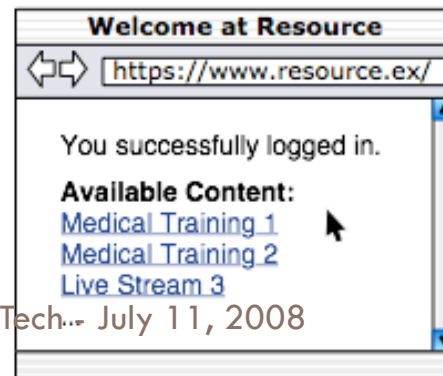 Welcome at Resource
https://www.resource.ex/
You successfully logged in.
Available Content:
Medical Training 1
Medical Training 2
Live Stream 3
...
Tech - July 11, 2008